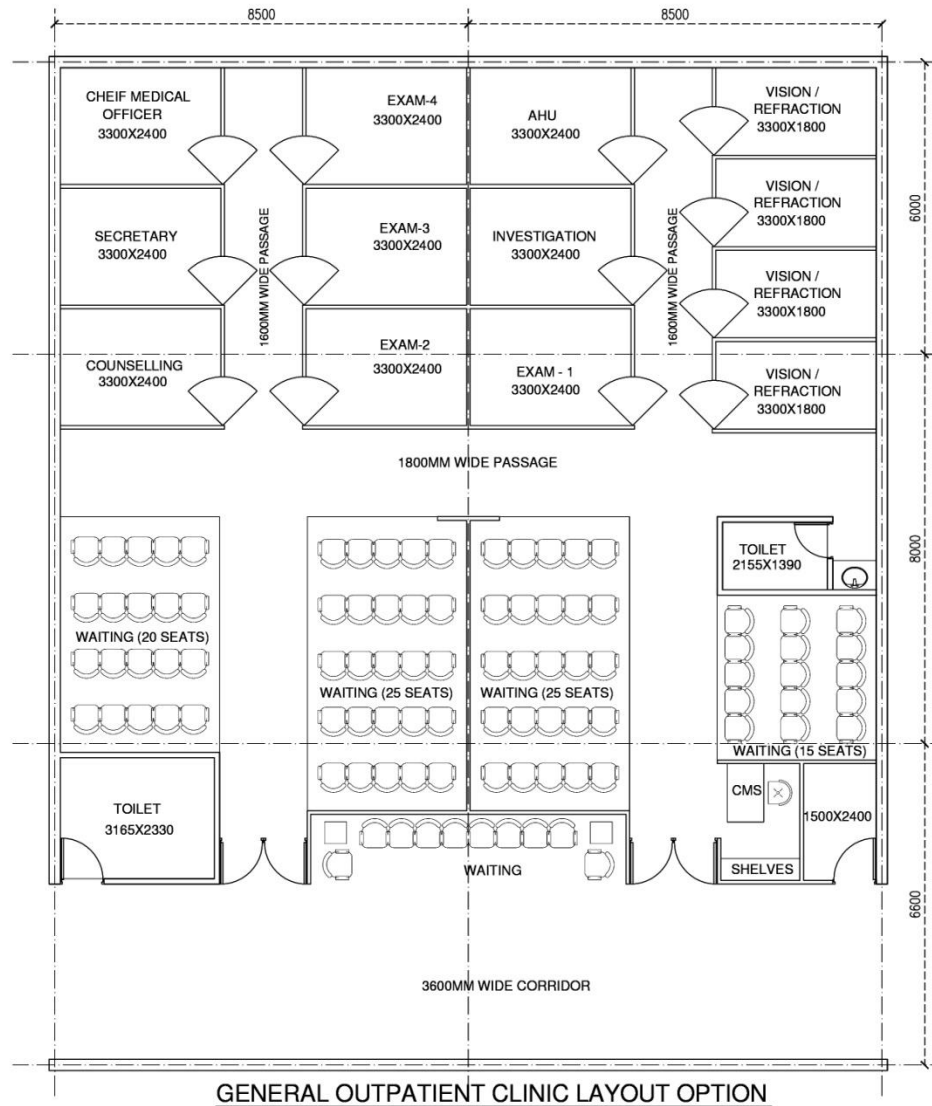 8500
8500
CHEIF MEDICAL
OFFICER
3300X2400
EXAM-4
3300X2400
AHU
3300X2400
VISION /
REFRACTION
3300X1800
6000
SECRETARY
3300X2400
1600MM WIDE PASSAGE
EXAM-3
3300X2400
INVESTIGATION
3300X2400
1600MM WIDE PASSAGE
VISION /
REFRACTION
3300X1800
VISION /
REFRACTION
3300X1800
COUNSELLING
3300X2400
EXAM-2
3300X2400
EXAM - 1
3300X2400
VISION /
REFRACTION
3300X1800
1800MM WIDE PASSAGE
8000
TOILET
2155X1390
WAITING (20 SEATS)
WAITING (25 SEATS)
WAITING (25 SEATS)
WAITING (15 SEATS)
TOILET
3165X2330
CMS
1500X2400
WAITING
SHELVES
6600
3600MM WIDE CORRIDOR
GENERAL OUTPATIENT CLINIC LAYOUT OPTION